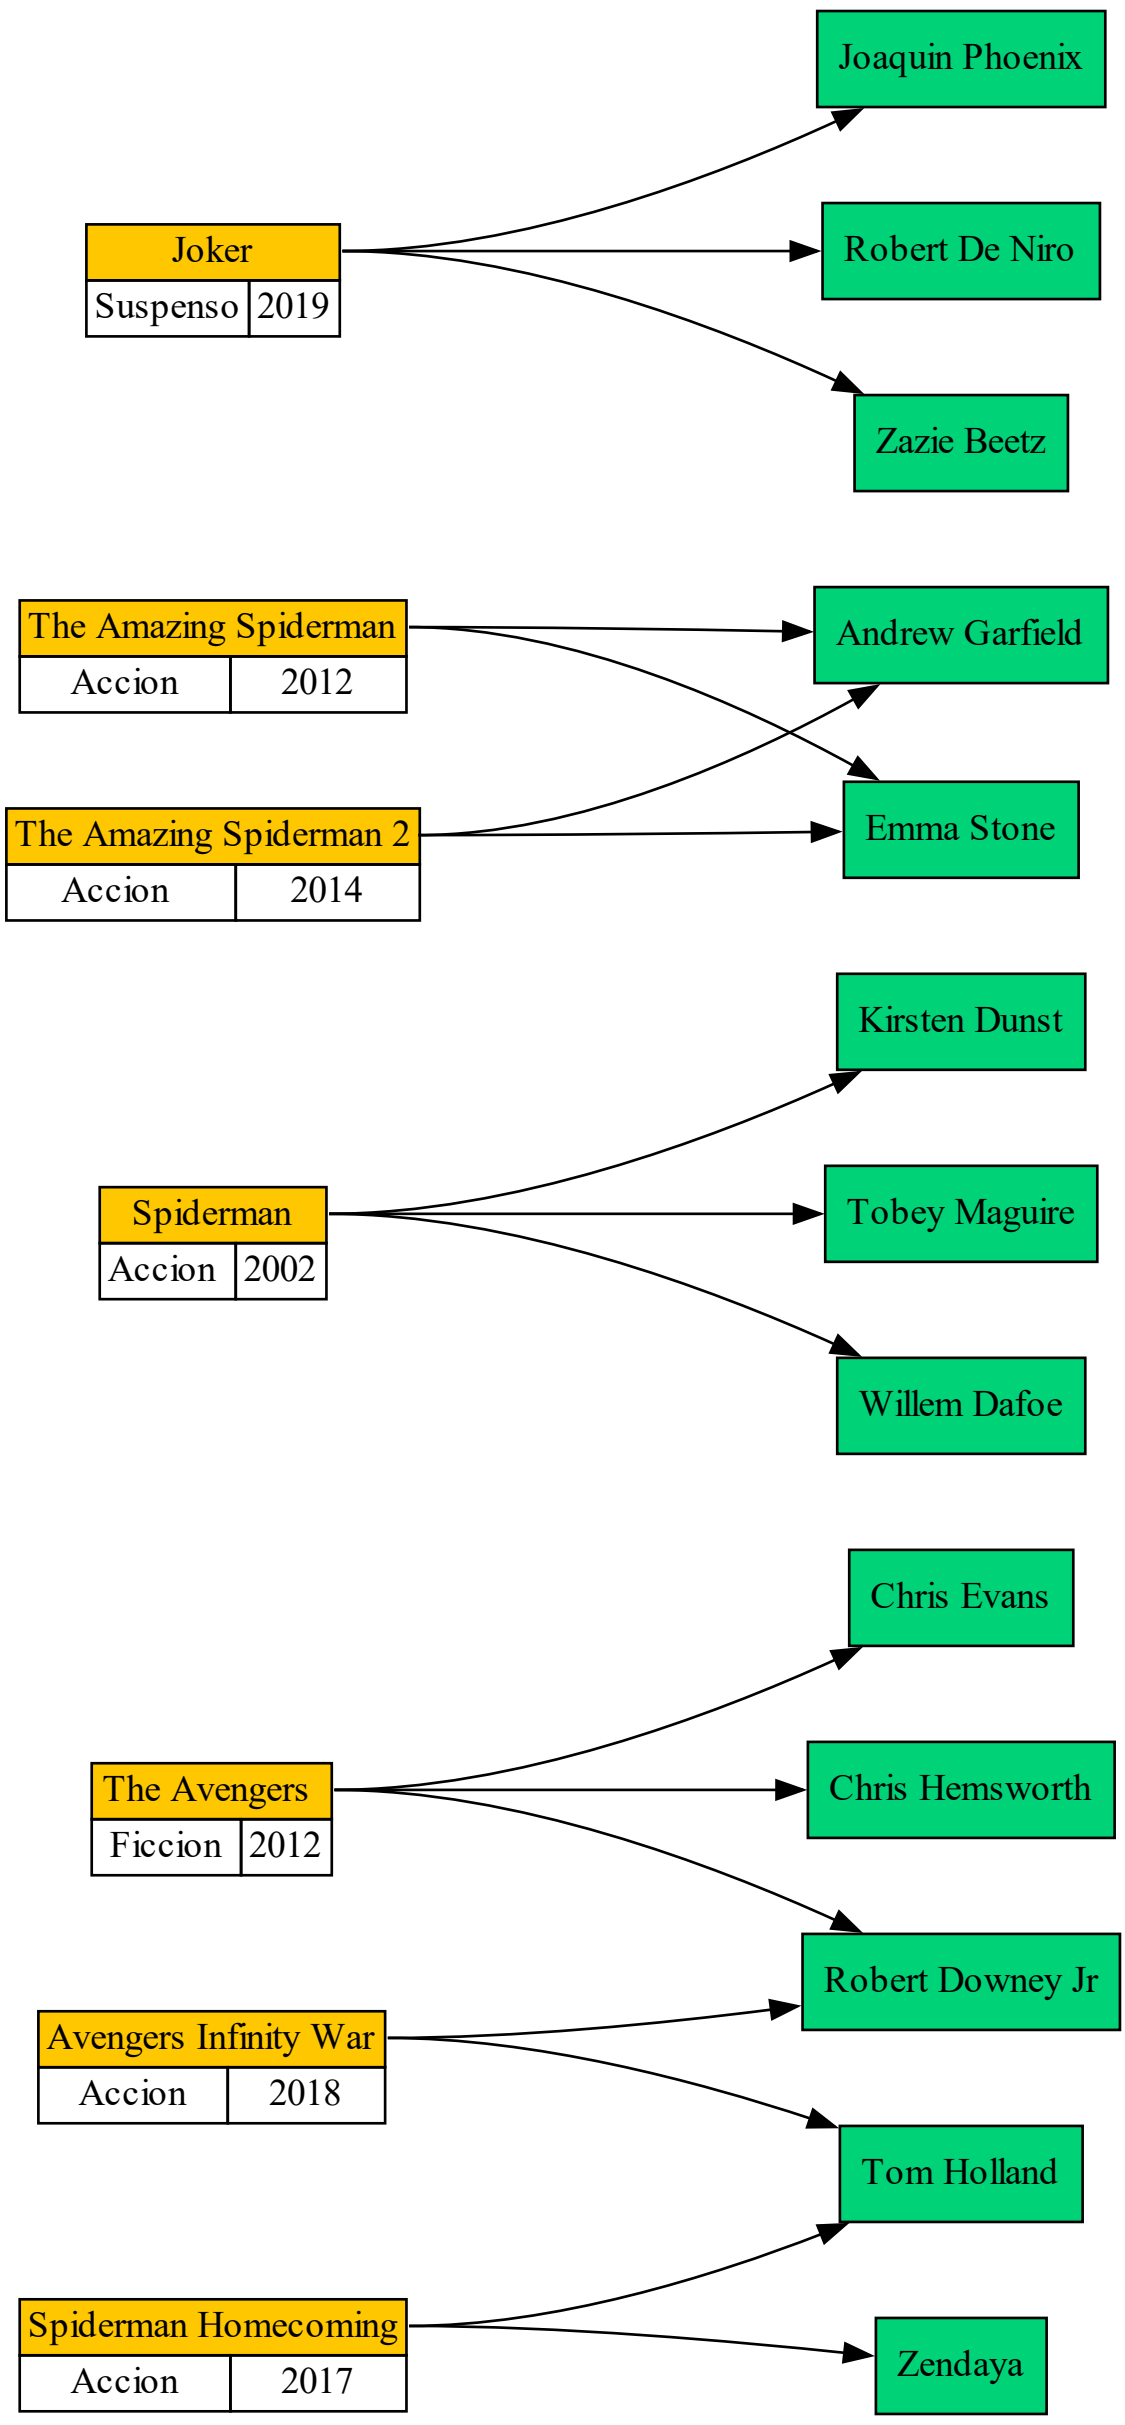 Joaquin Phoenix
Joker
Robert De Niro
Suspenso 2019
Zazie Beetz
The Amazing Spiderman
Andrew Garfield
Accion 2012
The Amazing Spiderman 2
Emma Stone
Accion 2014
Kirsten Dunst
Spiderman
Tobey Maguire
Accion 2002
Willem Dafoe
Chris Evans
The Avengers
Chris Hemsworth
Ficcion 2012
Robert Downey Jr
Avengers Infinity War
Accion 2018
Tom Holland
Spiderman Homecoming
Zendaya
Accion 2017